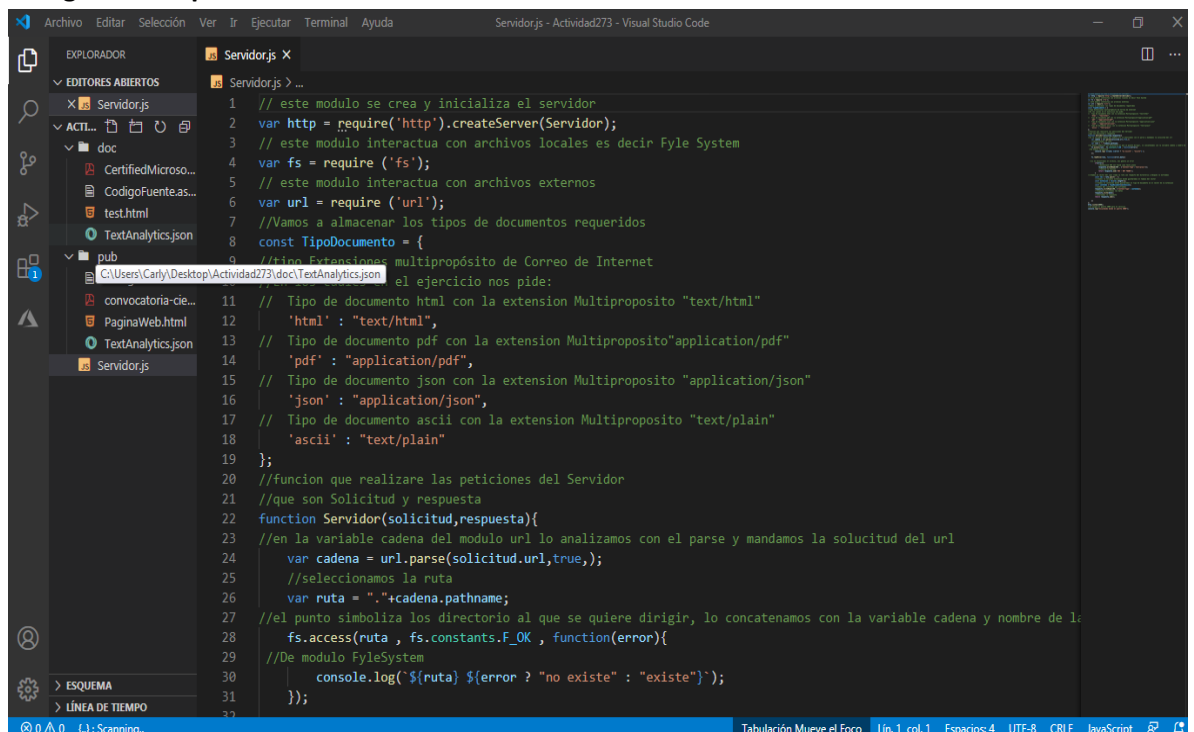 Archivo Editar Selección Ver Ir Ejecutar Terminal Ayuda
Servidor.js - Actividad273 - Visual Studio Code
EXPLORADOR
EDITORES ABIERTOS
Servidor.js
ACTI...
doc
CertifiedMicroso...
CodigoFuente.as...
test.html
TextAnalytics.json
pub
C:\Users\Carly\Desktop\Actividad273\doc\TextAnalytics.json
convocatoria-cie...
PaginaWeb.html
TextAnalytics.json
Servidor.js
ESQUEMA
LÍNEA DE TIEMPO
1
Servidor.js
Servidor.js > ...
1 // este modulo se crea y inicializa el servidor
2 var http = require('http').createServer(Servidor);
3 // este modulo interactua con archivos locales es decir Fyle System
4 var fs = require ('fs');
5 // este modulo interactua con archivos externos
6 var url = require ('url');
7 //Vamos a almacenar los tipos de documentos requeridos
8 const TipoDocumento = {
9 //tipo Extensiones multipropósito de Correo de Internet
el ejercicio nos pide:
11 // Tipo de documento html con la extension Multiproposito "text/html"
12 'html' : "text/html",
13 // Tipo de documento pdf con la extension Multiproposito"application/pdf"
14 'pdf' : "application/pdf",
15 // Tipo de documento json con la extension Multiproposito "application/json"
16 'json' : "application/json",
17 // Tipo de documento ascii con la extension Multiproposito "text/plain"
18 'ascii' : "text/plain"
19 };
20 //funcion que realizare las peticiones del Servidor
21 //que son Solicitud y respuesta
22 function Servidor(solicitud,respuesta){
23 //en la variable cadena del modulo url lo analizamos con el parse y mandamos la solucitud del url
24 var cadena = url.parse(solicitud.url,true,);
25 //seleccionamos la ruta
26 var ruta = "."+cadena.pathname;
27 //el punto simboliza los directorio al que se quiere dirigir, lo concatenamos con la variable cadena y nombre de la
28 fs.access(ruta , fs.constants.F_OK , function(error){
29 //De modulo FyleSystem
30 console.log(`${ruta} ${error ? "no existe" : "existe"}`);
31 });
32
0 0 {..} : Scanning..
Tabulación Mueve el Foco Lín. 1, col. 1 Espacios: 4 UTF-8 CRLF JavaScript